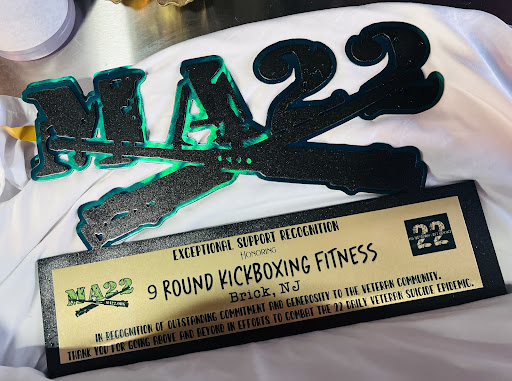 MA22
EXCEPTIONAL SUPPORT RECOGNITION
HONORING
9 ROUND KICKBOXING FITNESS
Brick, NJ
MA22
22
IN RECOGNITION OF OUTSTANDING COMMITMENT AND GENEROSITY TO THE VETERAN COMMUNITY.
THANK YOU FOR GOING ABOVE AND BEYOND IN EFFORTS TO COMBAT THE '22 DAILY VETERAN SUICIDE EPIDEMIC.